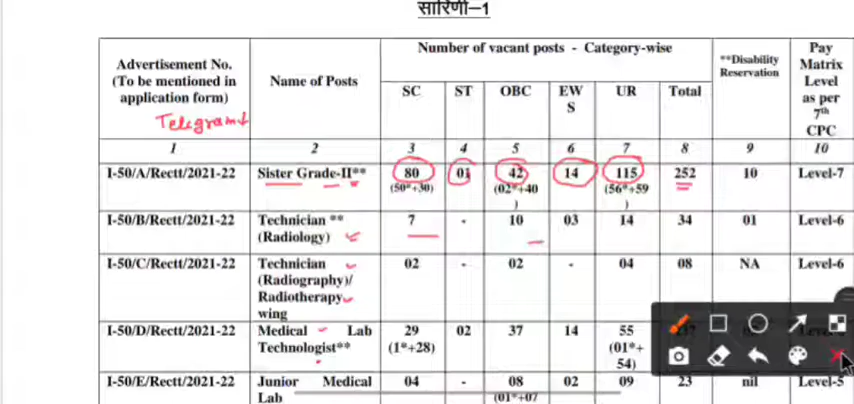 सारिणी–1
Advertisement No. (To be mentioned in application form) Name of Posts Number of vacant posts - Category-wise **Disability Reservation Pay Matrix Level as per 7th CPC
SC ST OBC EWS UR Total
Telegram
1 2 3 4 5 6 7 8 9 10
I-50/A/Rectt/2021-22 Sister Grade-II** 80 01 42 14 115 252 10 Level-7
(50*+30) (02*+40) (56*+59)
I-50/B/Rectt/2021-22 Technician ** 7 - 10 03 14 34 01 Level-6
(Radiology)
I-50/C/Rectt/2021-22 Technician 02 - 02 - 04 08 NA Level-6
(Radiography)/
Radiotherapy
wing
I-50/D/Rectt/2021-22 Medical Lab 29 02 37 14 55
Technologist** (1*+28) (01*+
54)
I-50/E/Rectt/2021-22 Junior Medical 04 - 08 02 09 23 nil Level-5
Lab (01*+07